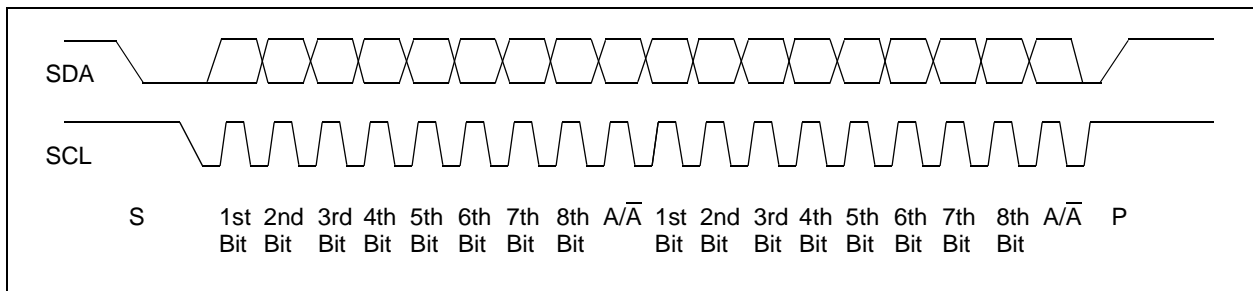 SDA
SCL
S 1st 2nd 3rd 4th 5th 6th 7th 8th A/A̅ 1st 2nd 3rd 4th 5th 6th 7th 8th A/A̅ P
Bit Bit Bit Bit Bit Bit Bit Bit Bit Bit Bit Bit Bit Bit Bit Bit